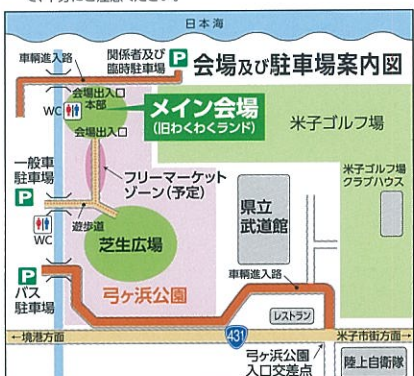 日本海
会場及び駐車場案内図
車輌進入路
関係者及び
臨時駐車場
P
会場出入口
本部
WC
メイン会場
(旧わくわくランド)
会場出入口
米子ゴルフ場
一般車
駐車場
P
フリーマーケット
ゾーン(予定)
米子ゴルフ場
クラブハウス
県立
武道館
遊歩道
WC
芝生広場
P
バス
駐車場
弓ヶ浜公園
車輌進入路
レストラン
←境港方面
431
米子市街方面→
弓ヶ浜公園
入口交差点
陸上自衛隊